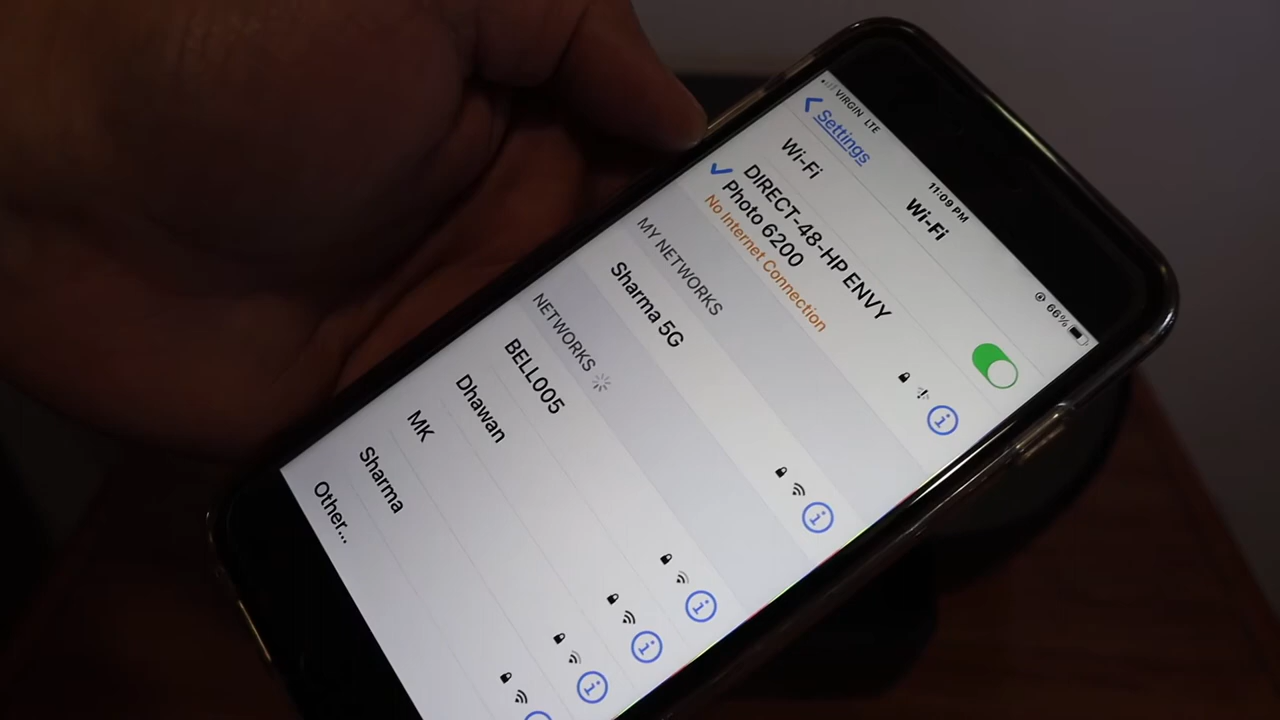 VIRGIN LTE
11:09 PM
66%
Settings
Wi-Fi
Wi-Fi
DIRECT-48-HP ENVY
Photo 6200
No Internet Connection
MY NETWORKS
Sharma 5G
NETWORKS
BELL005
Dhawan
MK
Sharma
Other...